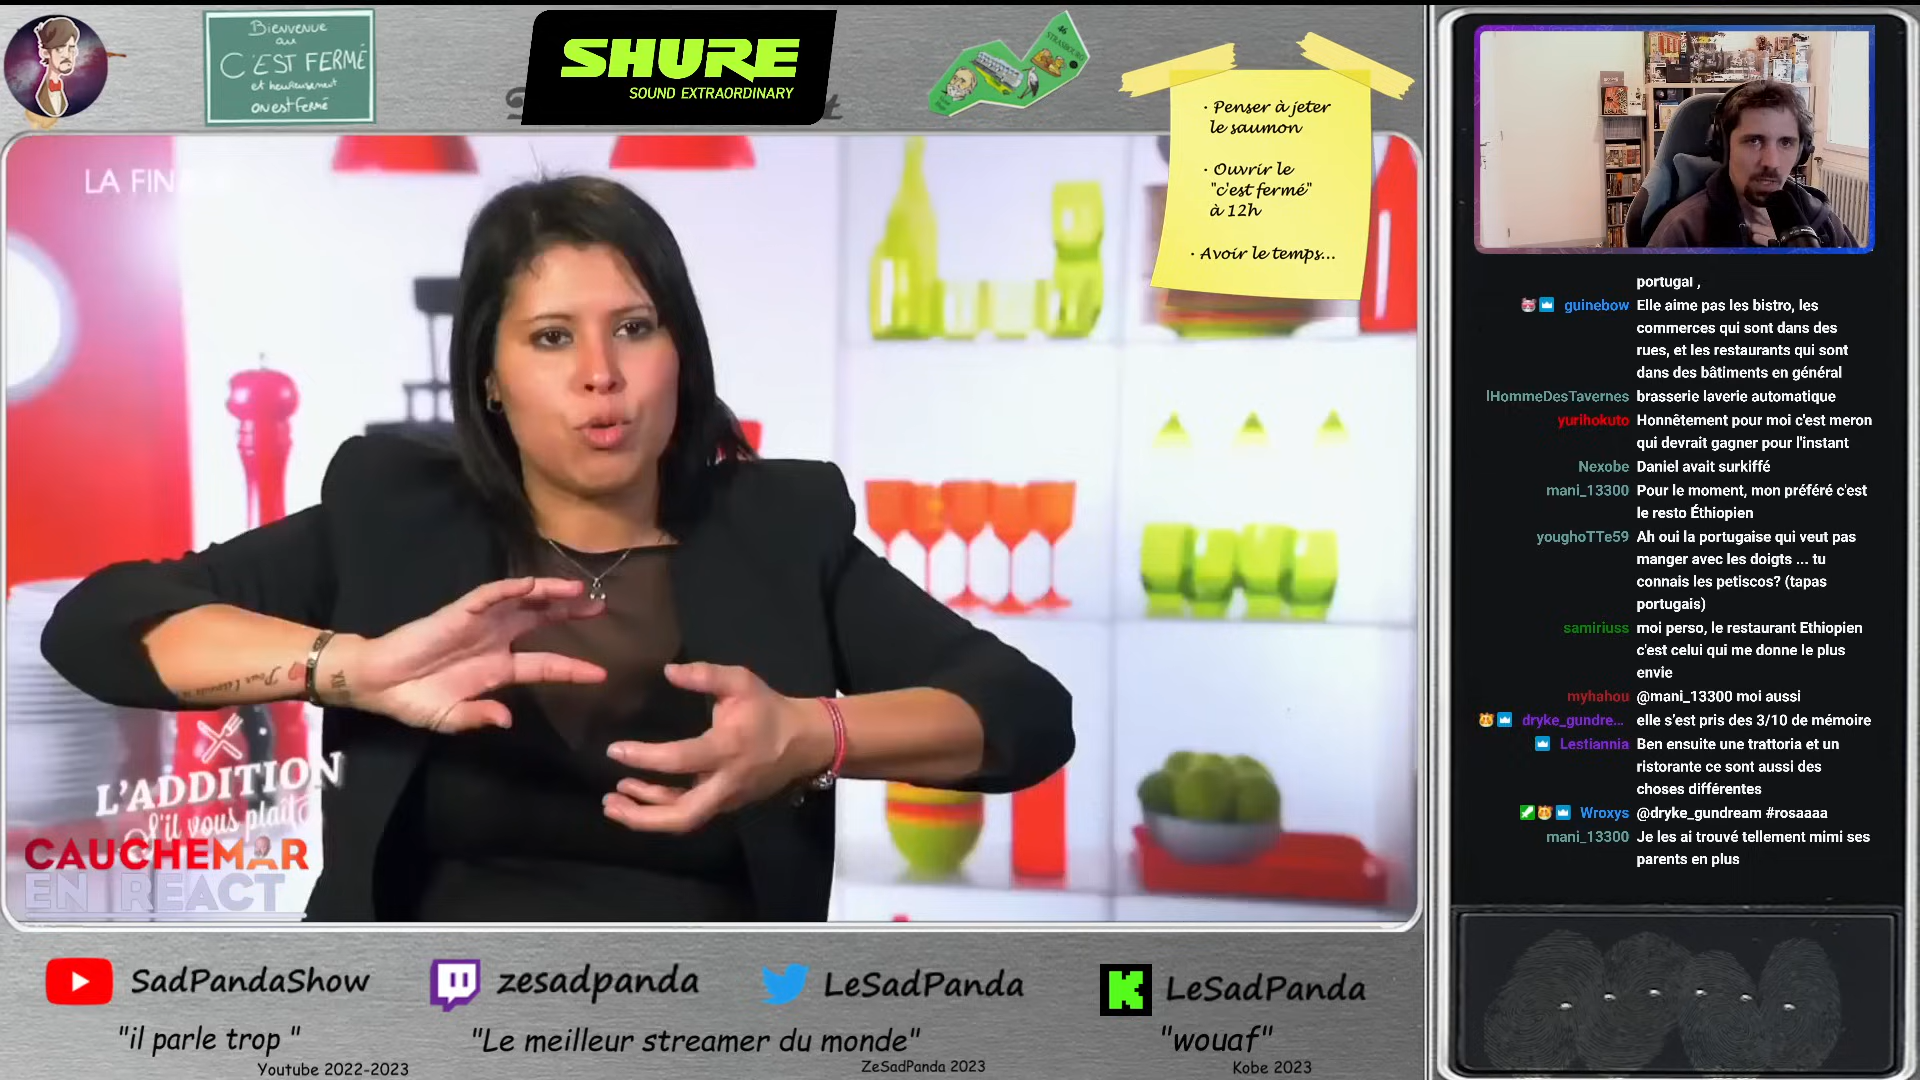 Bienvenue
au
C'EST FERMÉ
et heureusement
on est fermé
SHURE
SOUND EXTRAORDINARY
STRASBOURG
• Penser à jeter
le saumon
• Ouvrir le
"c'est fermé"
à 12h
• Avoir le temps...
LA FIN
L'ADDITION
s'il vous plaît
CAUCHEMAR
EN REACT
portugal ,
guinebow Elle aime pas les bistro, les
commerces qui sont dans des
rues, et les restaurants qui sont
dans des bâtiments en général
lHommeDesTavernes brasserie laverie automatique
yurihokuto Honnêtement pour moi c'est meron
qui devrait gagner pour l'instant
Nexobe Daniel avait surkiffé
mani_13300 Pour le moment, mon préféré c'est
le resto Éthiopien
youghoTTe59 Ah oui la portugaise qui veut pas
manger avec les doigts ... tu
connais les petiscos? (tapas
portugais)
samiriuss moi perso, le restaurant Ethiopien
c'est celui qui me donne le plus
envie
myhahou @mani_13300 moi aussi
dryke_gundre... elle s'est pris des 3/10 de mémoire
Lestiannia Ben ensuite une trattoria et un
ristorante ce sont aussi des
choses différentes
Wroxys @dryke_gundream #rosaaaa
mani_13300 Je les ai trouvé tellement mimi ses
parents en plus
SadPandaShow
zesadpanda
LeSadPanda
LeSadPanda
"il parle trop "
Youtube 2022-2023
"Le meilleur streamer du monde"
ZeSadPanda 2023
"wouaf"
Kobe 2023